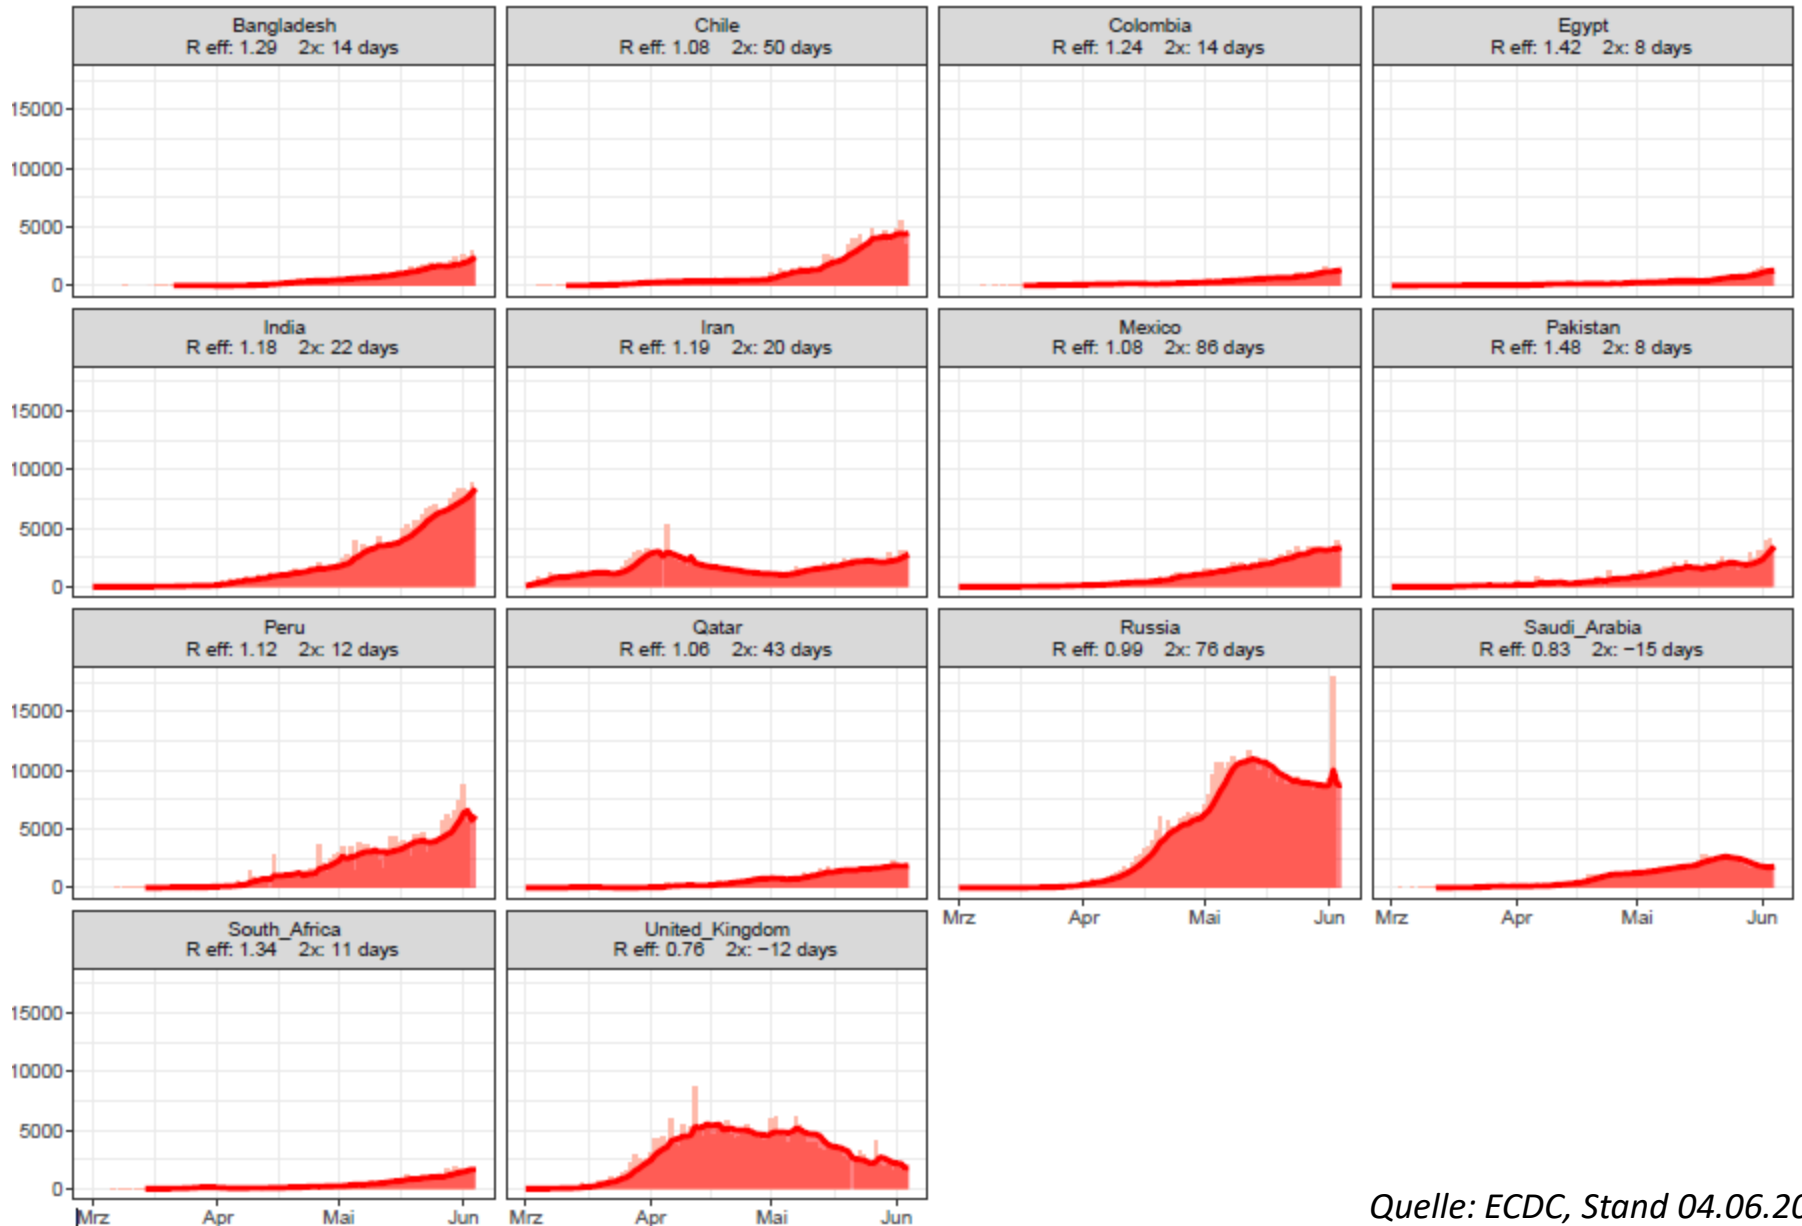 Bangladesh
R eff: 1.29 2x: 14 days
Chile
R eff: 1.08 2x: 50 days
Colombia
R eff: 1.24 2x: 14 days
Egypt
R eff: 1.42 2x: 8 days
15000
10000
5000
0
India
R eff: 1.18 2x: 22 days
Iran
R eff: 1.19 2x: 20 days
Mexico
R eff: 1.08 2x: 86 days
Pakistan
R eff: 1.48 2x: 8 days
15000
10000
5000
0
Peru
R eff: 1.12 2x: 12 days
Qatar
R eff: 1.06 2x: 43 days
Russia
R eff: 0.99 2x: 76 days
Saudi_Arabia
R eff: 0.83 2x: −15 days
15000
10000
5000
0
Mrz Apr Mai Jun
Mrz Apr Mai Jun
South_Africa
R eff: 1.34 2x: 11 days
United_Kingdom
R eff: 0.76 2x: −12 days
15000
10000
5000
0
Mrz Apr Mai Jun
Mrz Apr Mai Jun
Quelle: ECDC, Stand 04.06.20